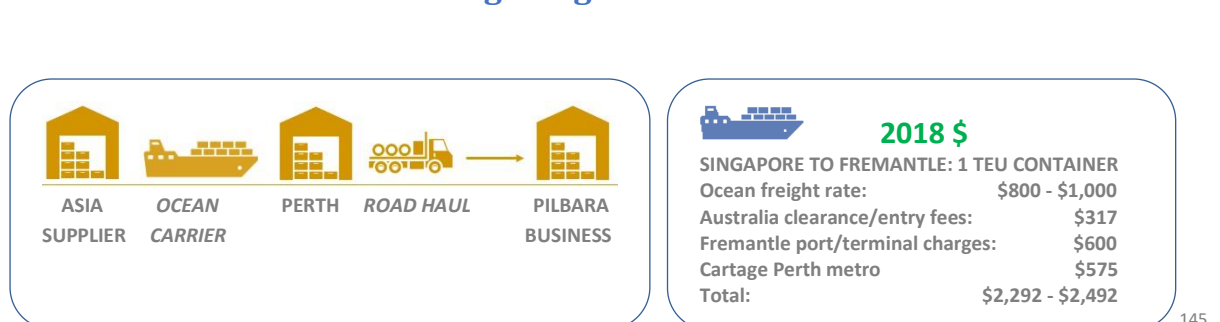 ASIA SUPPLIER
OCEAN CARRIER
PERTH
ROAD HAUL
PILBARA BUSINESS
2018 $
SINGAPORE TO FREMANTLE: 1 TEU CONTAINER
Ocean freight rate: $800 - $1,000
Australia clearance/entry fees: $317
Fremantle port/terminal charges: $600
Cartage Perth metro $575
Total: $2,292 - $2,492
145